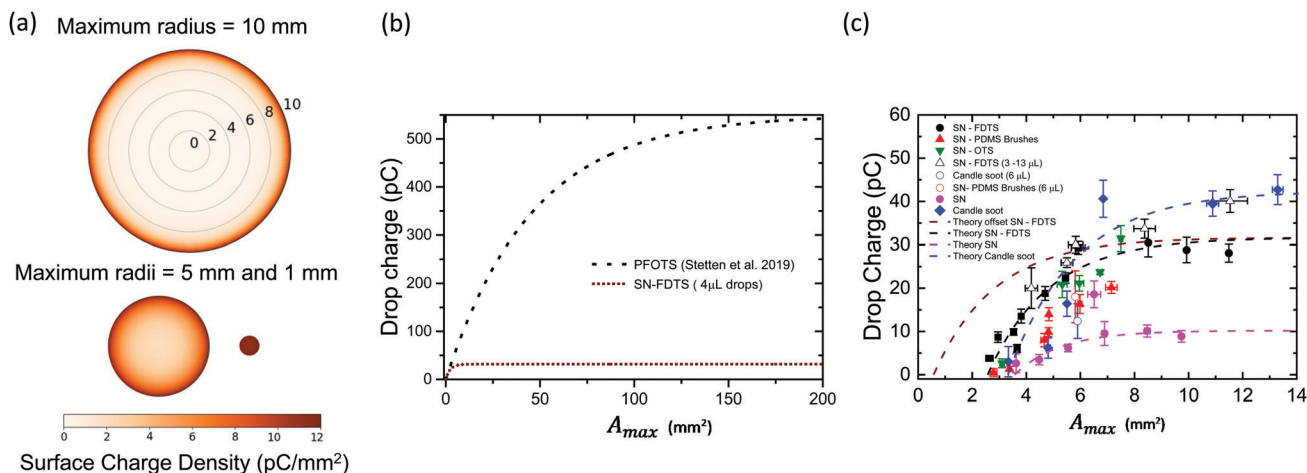 (a)
Maximum radius = 10 mm
0
2
4
6
8
10
Maximum radii = 5 mm and 1 mm
0 2 4 6 8 10 12
Surface Charge Density (pC/mm²)
(b)
Drop charge (pC)
500
450
400
350
300
250
200
150
100
50
0
PFOTS (Stetten et al. 2019)
SN-FDTS ( 4μL drops)
0 50 100 150 200
A_max (mm²)
(c)
Drop Charge (pC)
60
50
40
30
20
10
0
SN - FDTS
SN - PDMS Brushes
SN - OTS
SN - FDTS (3 -13 μL)
Candle soot (6 μL)
SN- PDMS Brushes (6 μL)
SN
Candle soot
Theory offset SN - FDTS
Theory SN - FDTS
Theory SN
Theory Candle soot
0 2 4 6 8 10 12 14
A_max (mm²)